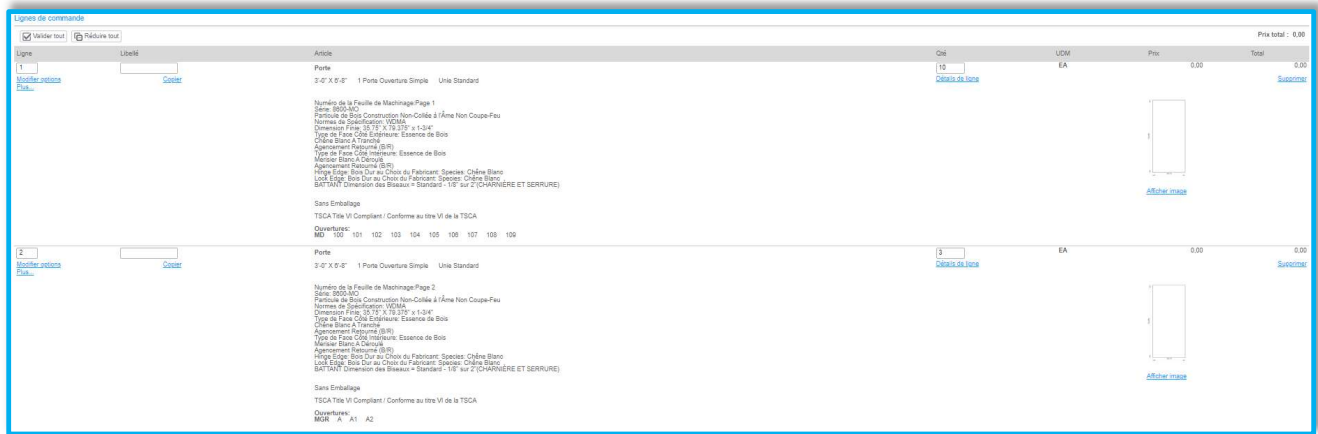 Lignes de commande
Valider tout Réduire tout Prix total : 0,00
Ligne Libellé Article Qté UDM Prix Total
1 Porte 10 EA 0,00 0,00
Modifier options Copier 3'-0" X 6'-8" 1 Porte Ouverture Simple Unie Standard Détails de ligne Supprimer
Plus...
Numéro de la Feuille de Machinage:Page 1
Série: 8600-MO
Particule de Bois Construction Non-Collée à l'Âme Non Coupe-Feu
Normes de Spécification: WDMA
Dimension Finie: 35.75" X 79.375" x 1-3/4"
Type de Face Côté Extérieure: Essence de Bois
Chêne Blanc A Tranché
Agencement Retourné (B/R)
Type de Face Côté Intérieure: Essence de Bois
Merisier Blanc A Déroulé
Agencement Retourné (B/R)
Hinge Edge: Bois Dur au Choix du Fabricant: Species: Chêne Blanc
Lock Edge: Bois Dur au Choix du Fabricant: Species: Chêne Blanc
BATTANT Dimension des Biseaux = Standard - 1/8" sur 2"(CHARNIÈRE ET SERRURE)
Afficher image
Sans Emballage
TSCA Title VI Compliant / Conforme au titre VI de la TSCA
Ouvertures:
MD 100 101 102 103 104 105 106 107 108 109
2 Porte 3 EA 0,00 0,00
Modifier options Copier 3'-0" X 6'-8" 1 Porte Ouverture Simple Unie Standard Détails de ligne Supprimer
Plus...
Numéro de la Feuille de Machinage:Page 2
Série: 8600-MO
Particule de Bois Construction Non-Collée à l'Âme Non Coupe-Feu
Normes de Spécification: WDMA
Dimension Finie: 35.75" X 79.375" x 1-3/4"
Type de Face Côté Extérieure: Essence de Bois
Chêne Blanc A Tranché
Agencement Retourné (B/R)
Type de Face Côté Intérieure: Essence de Bois
Merisier Blanc A Déroulé
Agencement Retourné (B/R)
Hinge Edge: Bois Dur au Choix du Fabricant: Species: Chêne Blanc
Lock Edge: Bois Dur au Choix du Fabricant: Species: Chêne Blanc
BATTANT Dimension des Biseaux = Standard - 1/8" sur 2"(CHARNIÈRE ET SERRURE)
Afficher image
Sans Emballage
TSCA Title VI Compliant / Conforme au titre VI de la TSCA
Ouvertures:
MGR A A1 A2